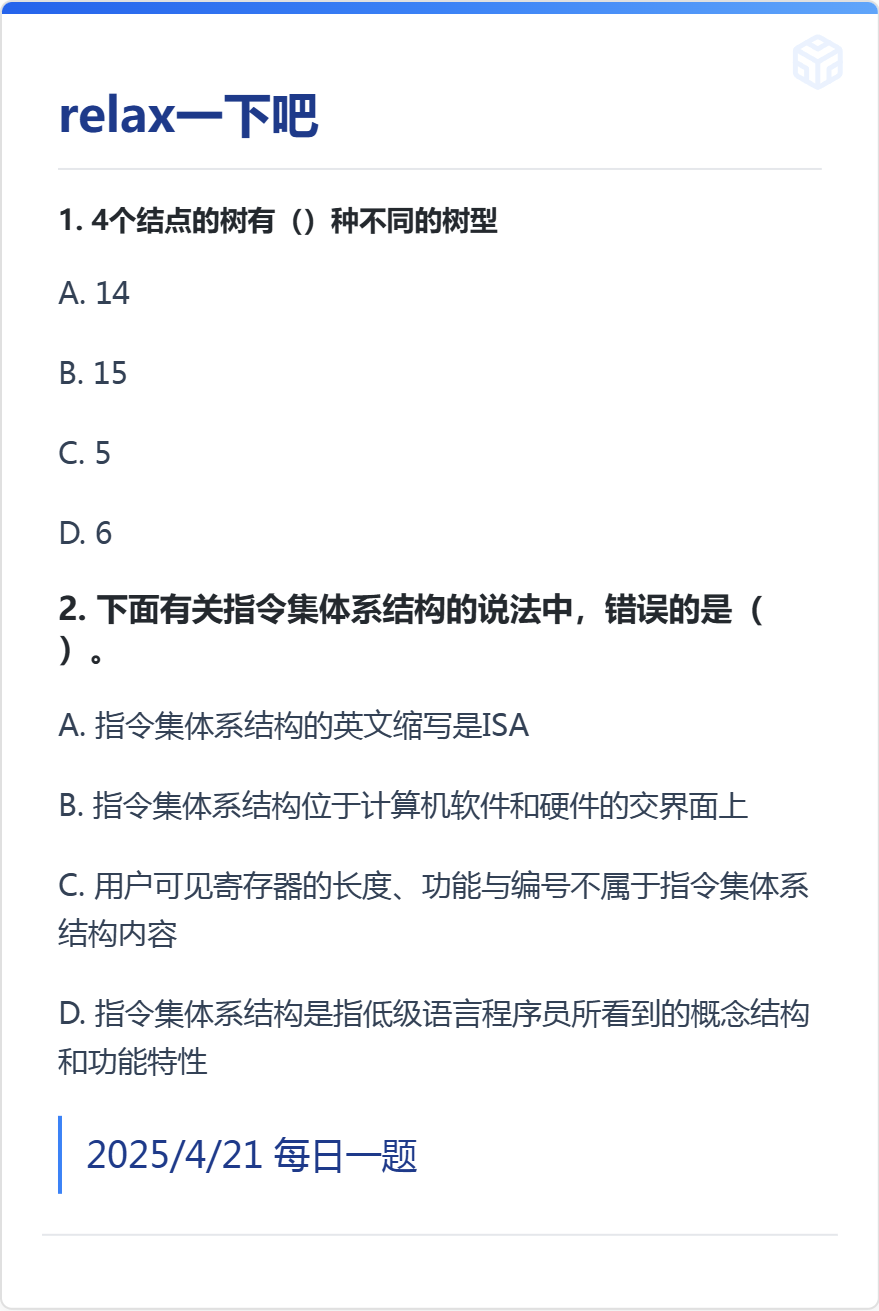 relax一下吧
1. 4个结点的树有（）种不同的树型
A. 14
B. 15
C. 5
D. 6
2. 下面有关指令集体系结构的说法中，错误的是（
）。
A. 指令集体系结构的英文缩写是ISA
B. 指令集体系结构位于计算机软件和硬件的交界面上
C. 用户可见寄存器的长度、功能与编号不属于指令集体系
结构内容
D. 指令集体系结构是指低级语言程序员所看到的概念结构
和功能特性
2025/4/21 每日一题